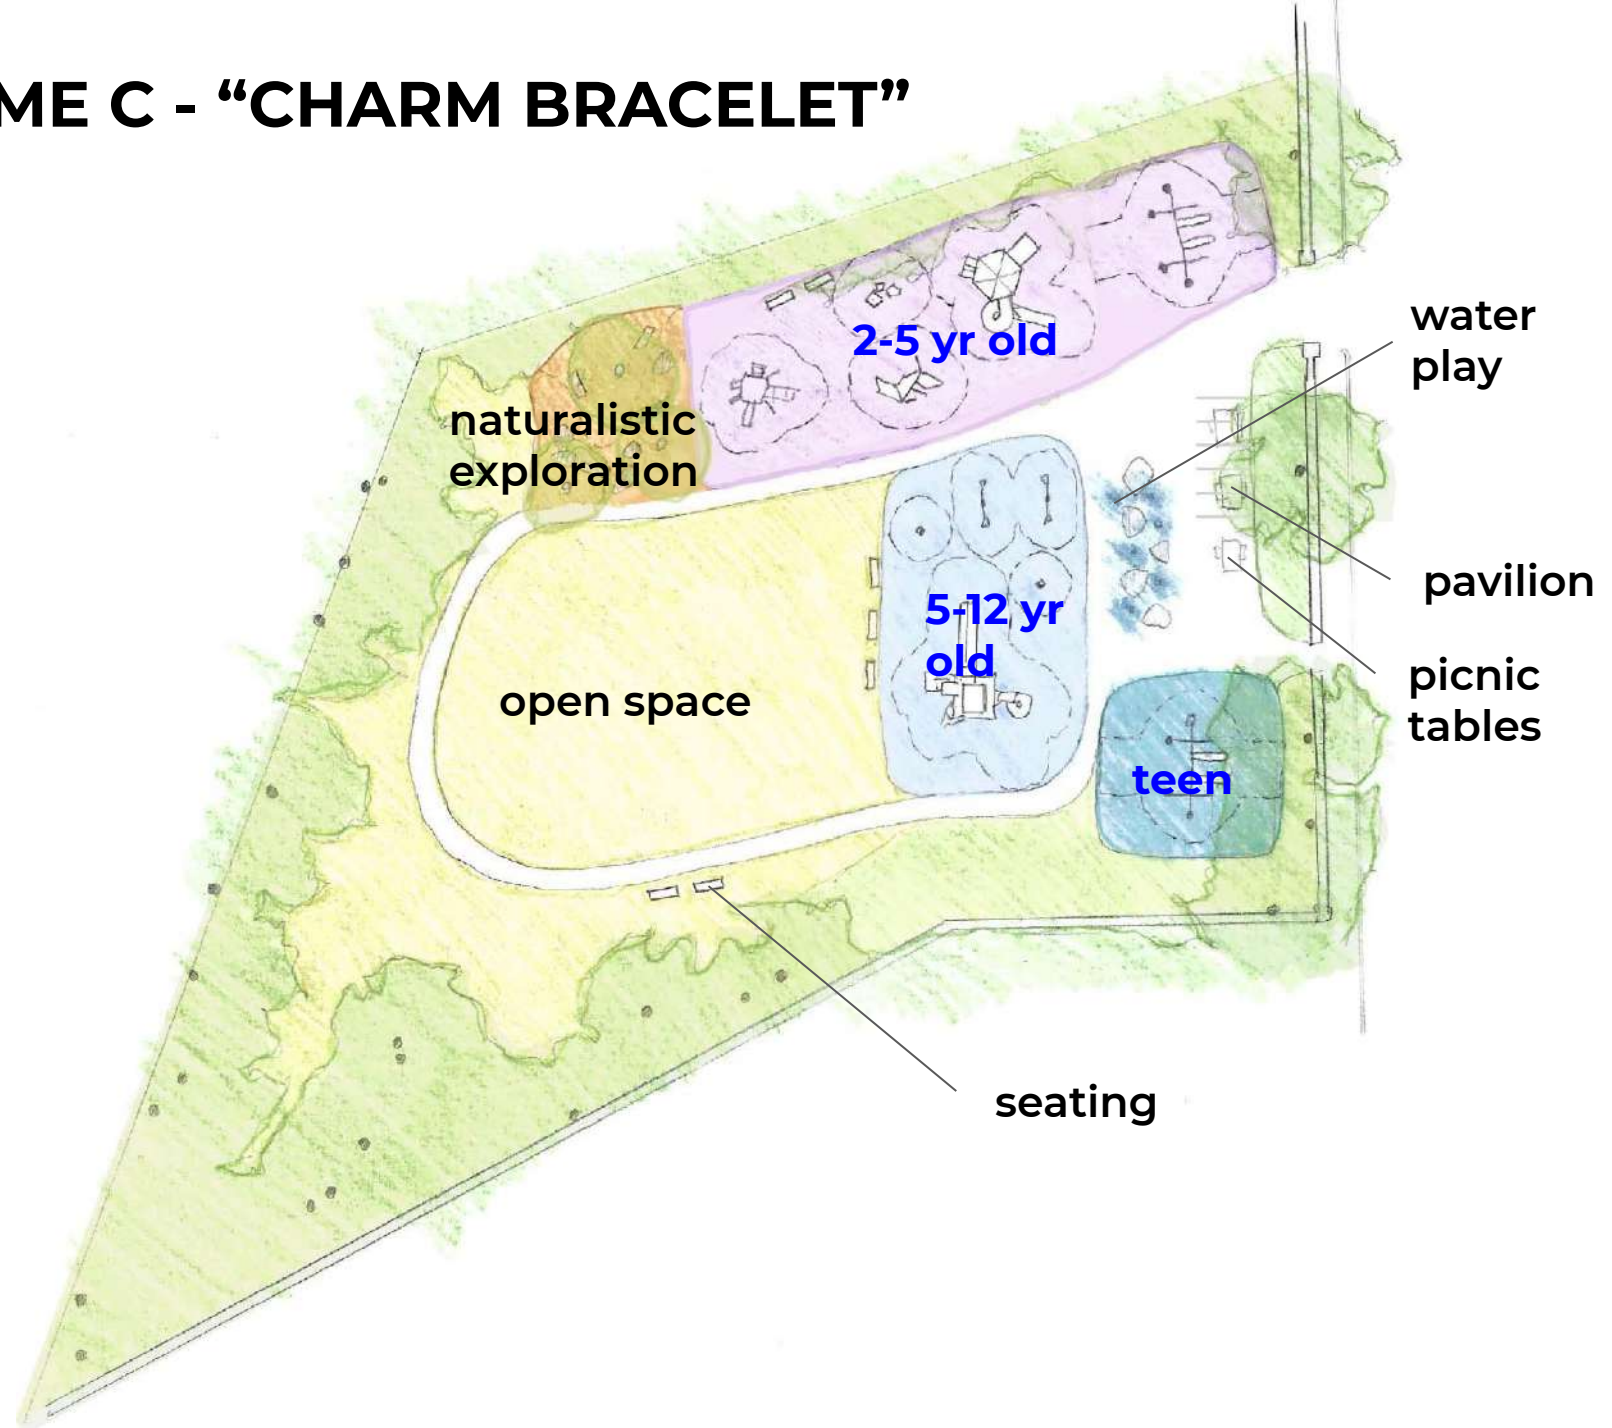 ME C - “CHARM BRACELET”
water
play
2-5 yr old
naturalistic
exploration
pavilion
5-12 yr
old
picnic
tables
open space
teen
seating